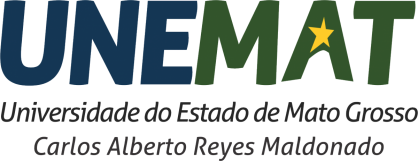 UNEMAT
Universidade do Estado de Mato Grosso
Carlos Alberto Reyes Maldonado